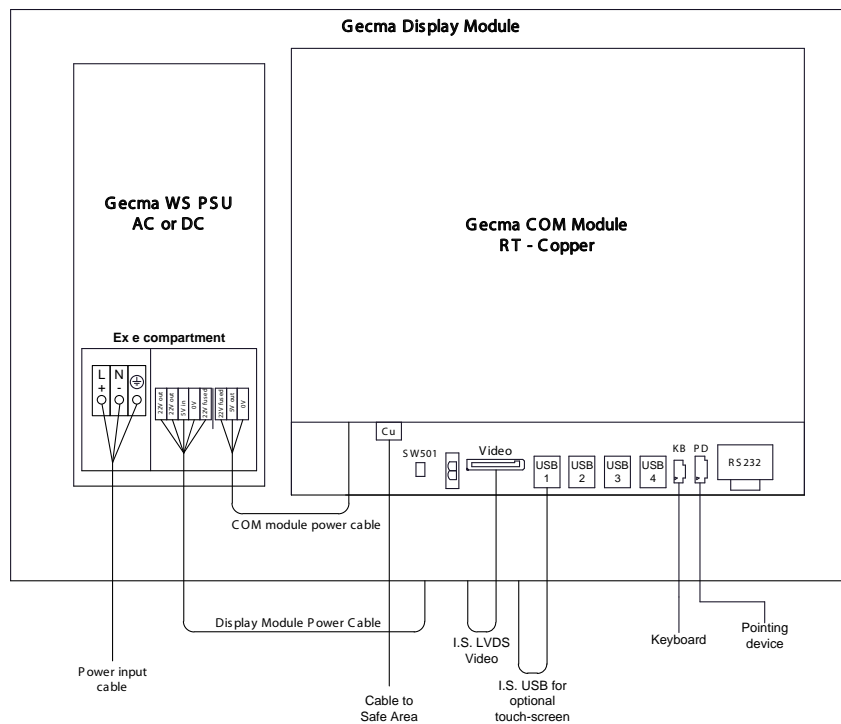 Gecma Display Module
Gecma WS PSU
AC or DC
Gecma COM Module
RT - Copper
Ex e compartment
L
+
N
-
22V out
22V out
5V in
0V
22V fused
22V fused
5V out
0V
Cu
SW501
Video
USB
1
USB
2
USB
3
USB
4
KB
PD
RS232
COM module power cable
Display Module Power Cable
Power input
cable
Cable to
Safe Area
I.S. LVDS
Video
I.S. USB for
optional
touch-screen
Keyboard
Pointing
device